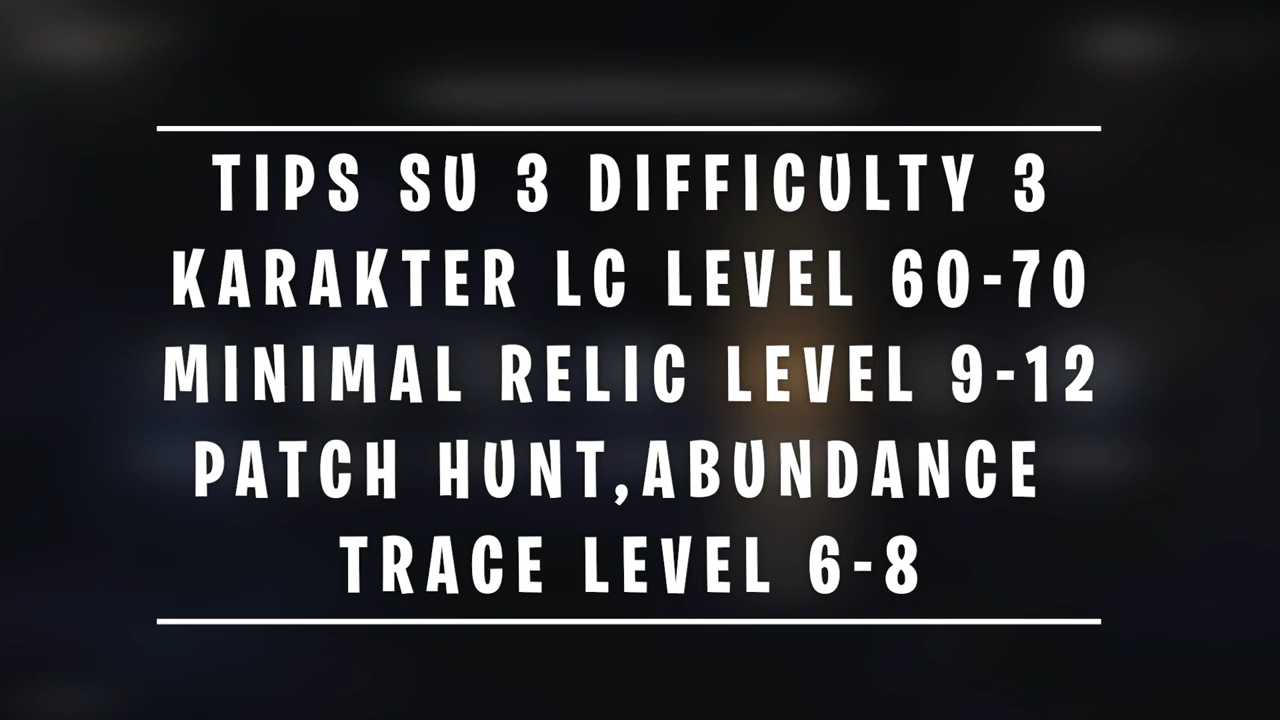 TIPS SU 3 DIFFICULTY 3
KARAKTER LC LEVEL 60-70
MINIMAL RELIC LEVEL 9-12
PATCH HUNT,ABUNDANCE
TRACE LEVEL 6-8